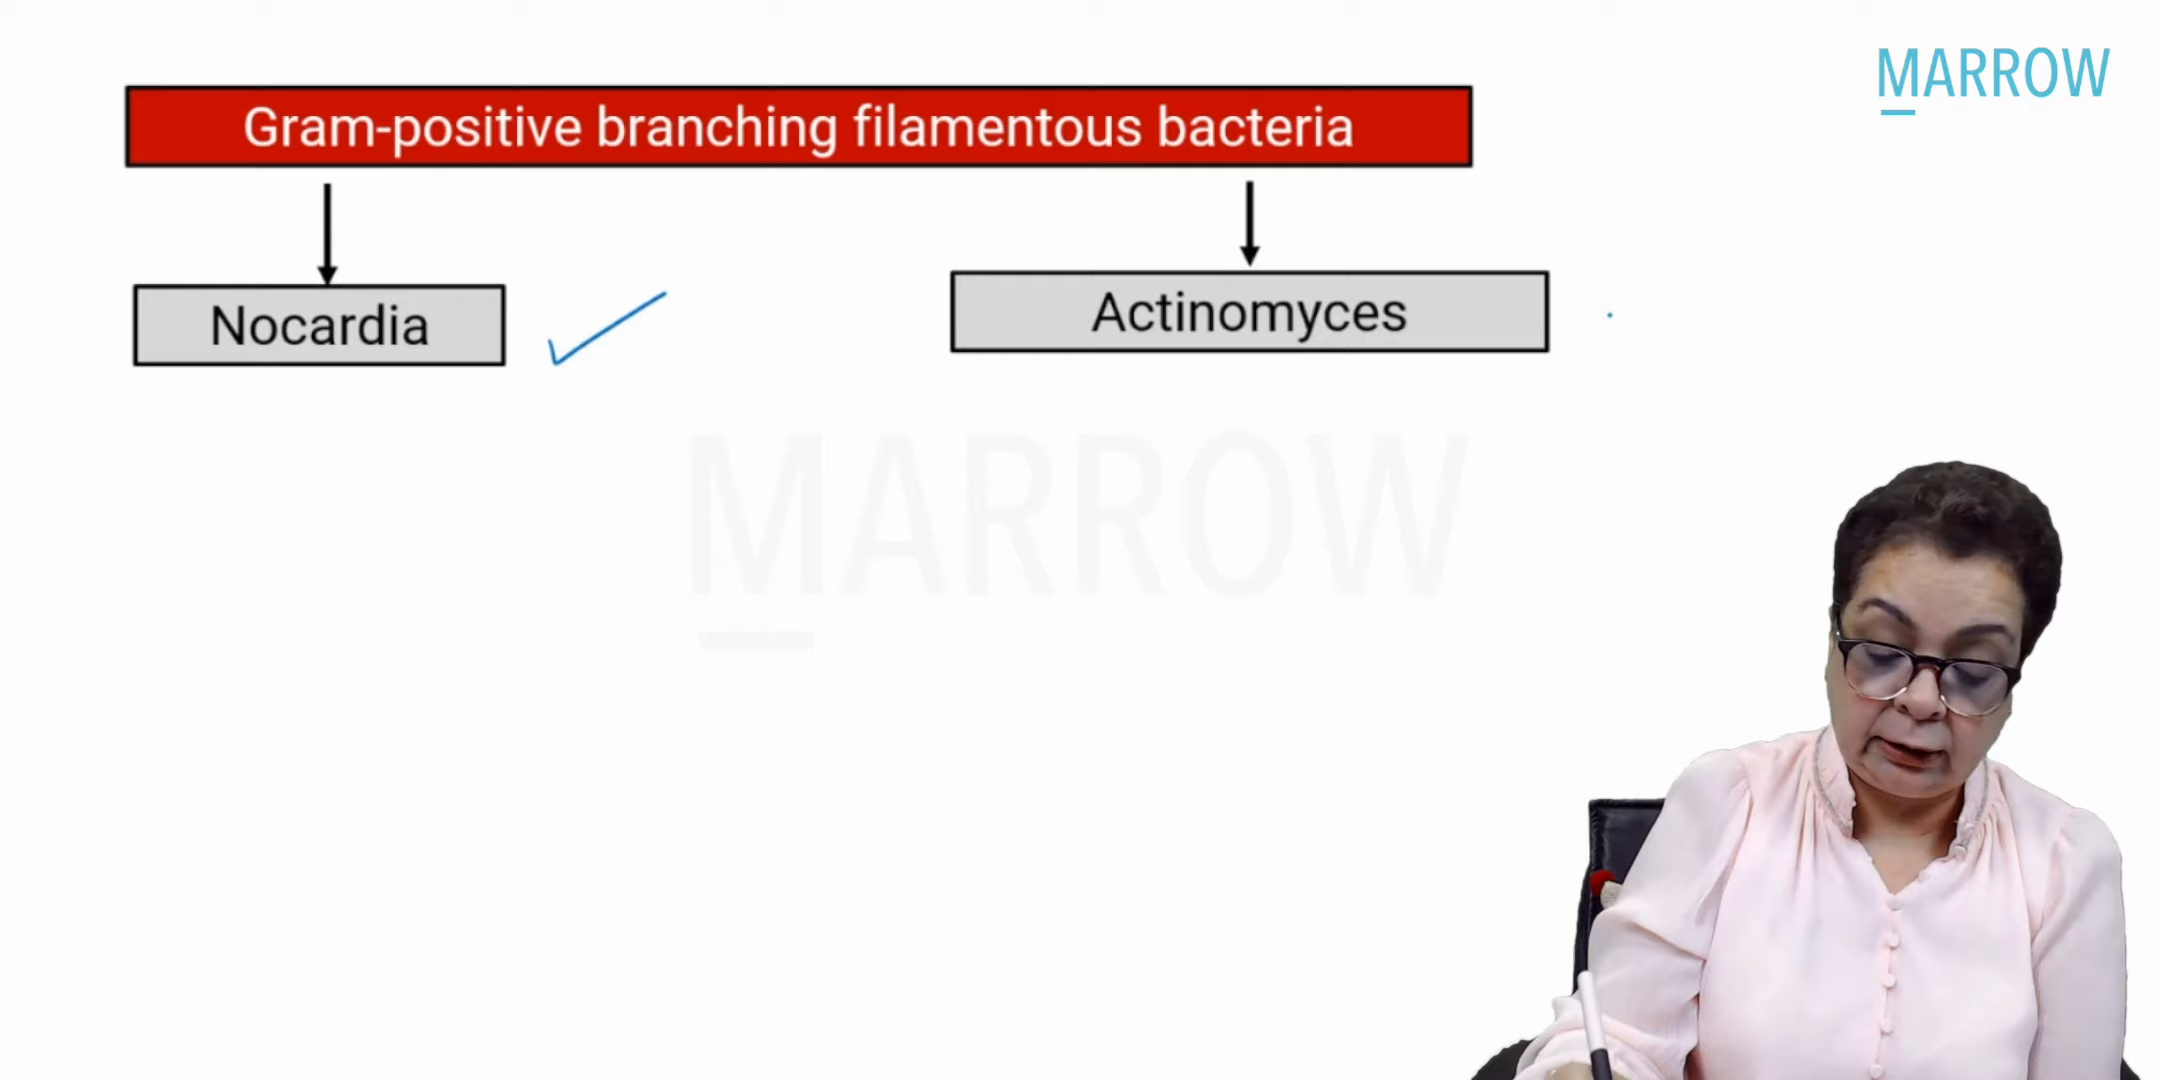 MARROW
Gram-positive branching filamentous bacteria
Nocardia
Actinomyces
MARROW